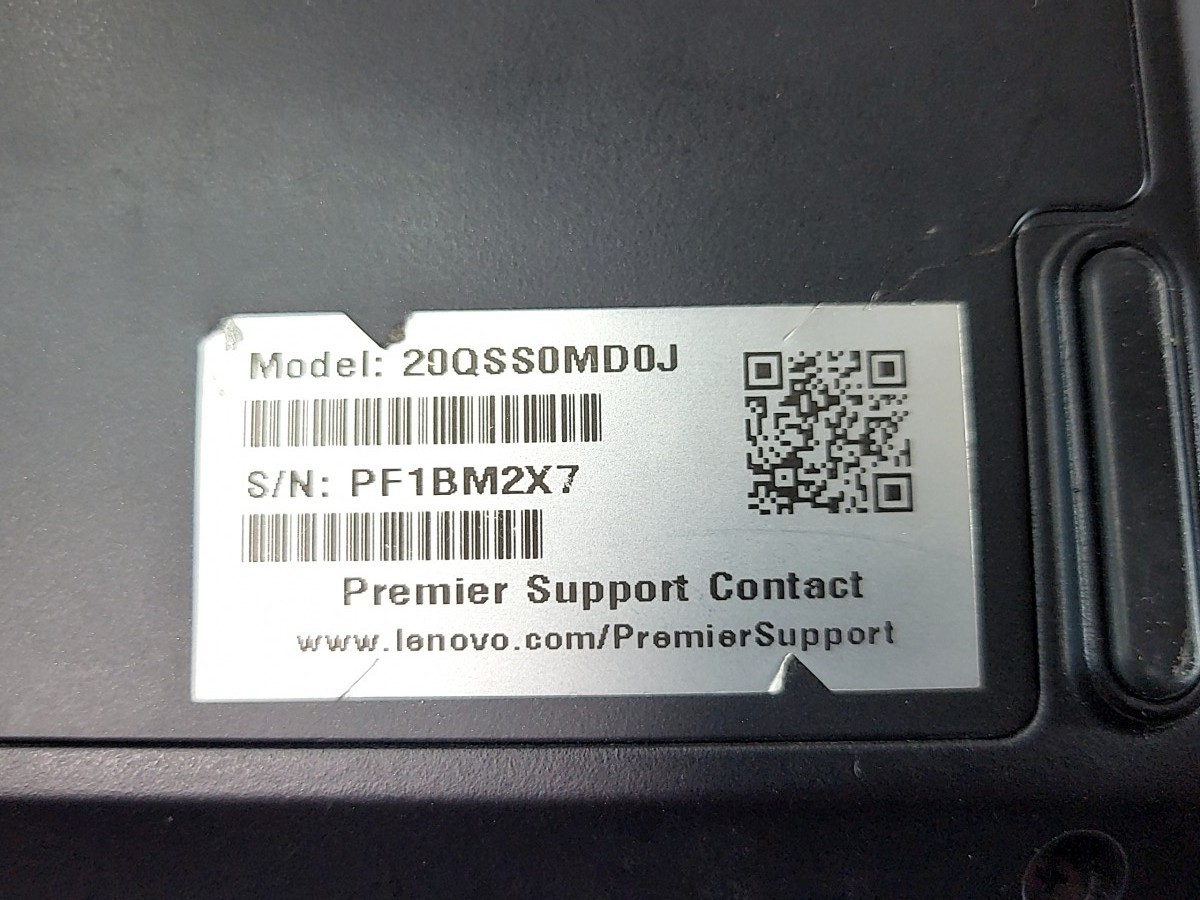 Model: 20QSS0MD0J
S/N: PF1BM2X7
Premier Support Contact
www.lenovo.com/PremierSupport